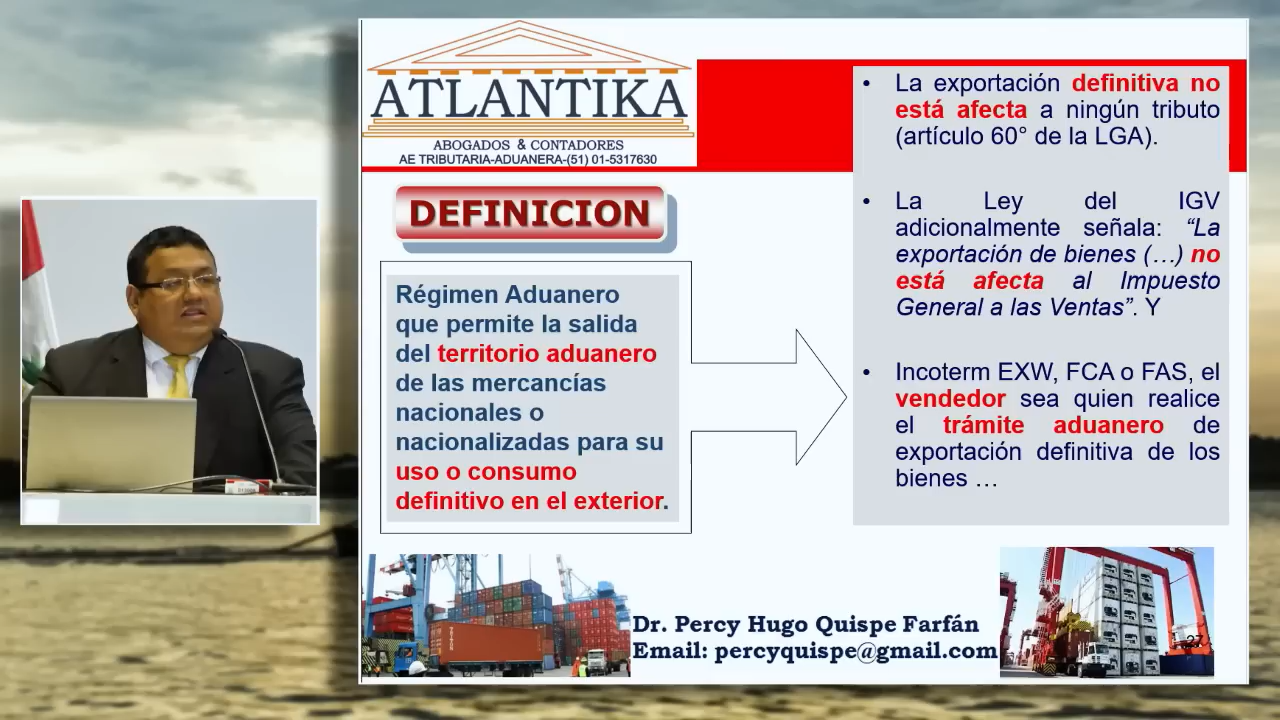 ATLANTIKA
ABOGADOS & CONTADORES
AE TRIBUTARIA-ADUANERA-(51) 01-5317630
DEFINICION
Régimen Aduanero
que permite la salida
del territorio aduanero
de las mercancías
nacionales o
nacionalizadas para su
uso o consumo
definitivo en el exterior.
• La exportación definitiva no
está afecta a ningún tributo
(artículo 60° de la LGA).
• La Ley del IGV
adicionalmente señala: “La
exportación de bienes (…) no
está afecta al Impuesto
General a las Ventas”. Y
• Incoterm EXW, FCA o FAS, el
vendedor sea quien realice
el trámite aduanero de
exportación definitiva de los
bienes …
Dr. Percy Hugo Quispe Farfán
Email: percyquispe@gmail.com
27